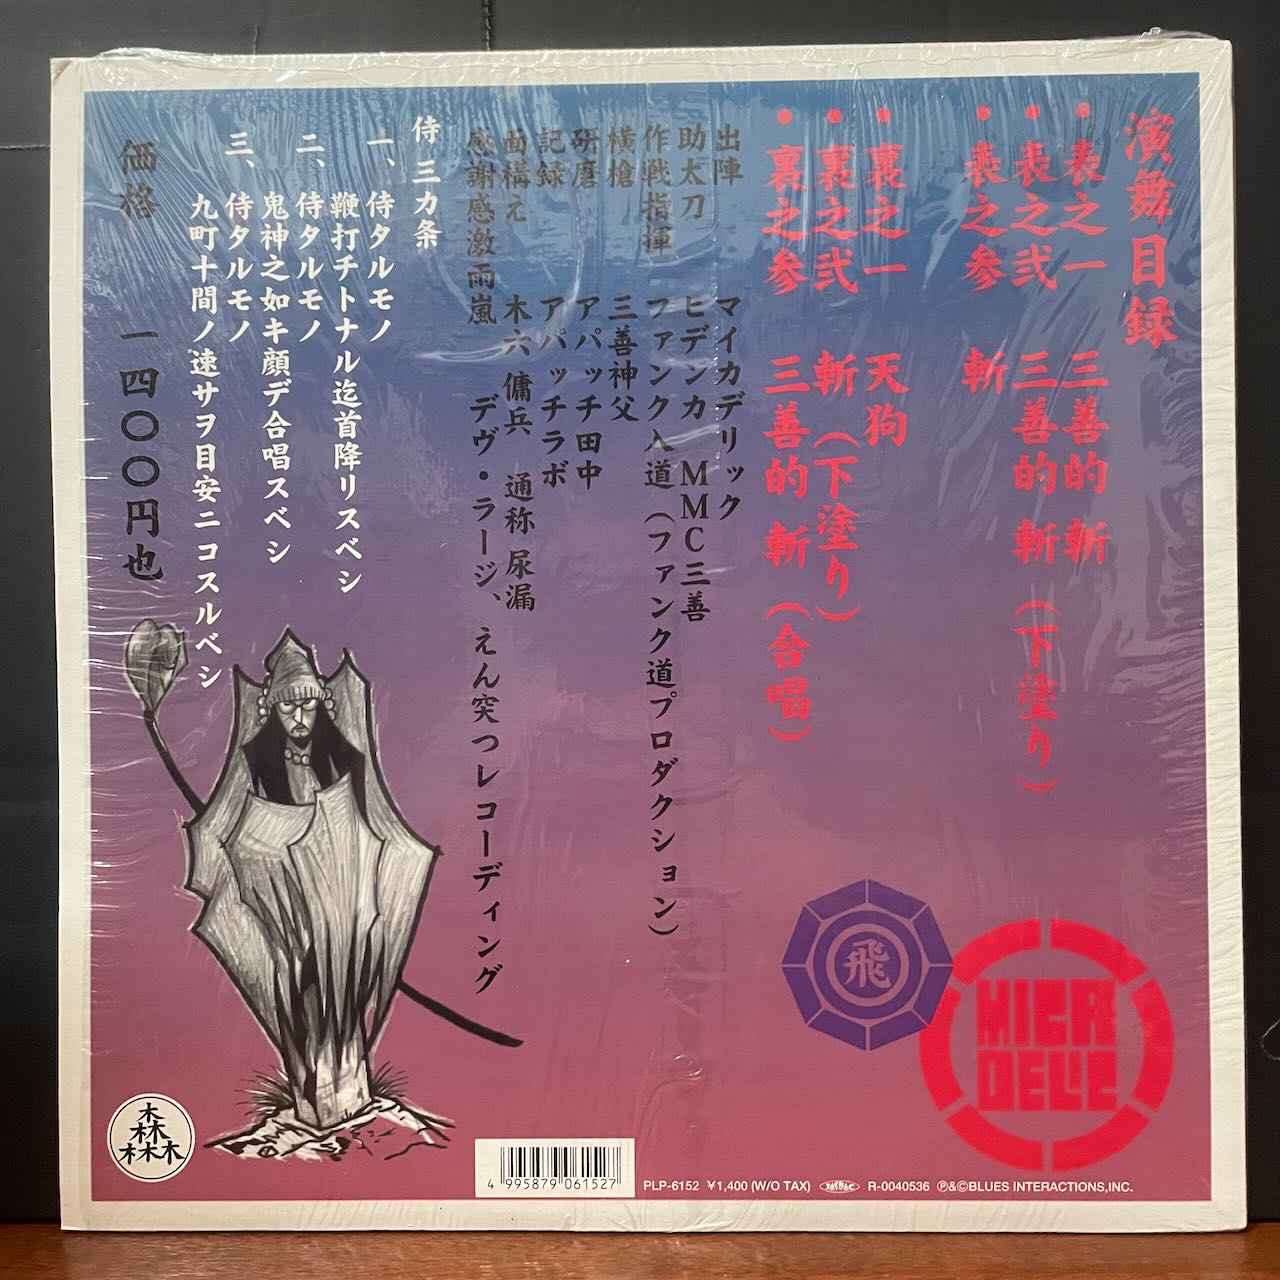 演舞目録
・表之一 三善的 斬
・表之弐 三善的 斬 (下塗り)
・表之参 斬
・裏之一 天狗
・裏之弐 斬 (下塗り)
・裏之参 三善的 斬 (合唱)
出陣 マイカデリック
助太刀 ヒデンカ MMC三善
作戦指揮 ファンク入道 (ファンク道プロダクション)
横槍 三善神父
研磨 アパッチ田中
記録 アパッチラボ
面構え 木六 傭兵 通称 尿漏
感謝感激雨嵐 デヴ・ラージ、えん突つレコーディング
侍 三カ条
一、侍タルモノ
鞭打チトナル迄首降リスベシ
二、侍タルモノ
鬼神之如キ顔デ合唱スベシ
三、侍タルモノ
九町十間ノ速サヲ目安ニコスルベシ
価格 一四〇〇円也
飛
MICA
DELIC
木
林木
林林木
4 995879 061527
PLP-6152 ¥1,400 (W/O TAX) R-0040536 Ⓟ&©BLUES INTERACTIONS,INC.